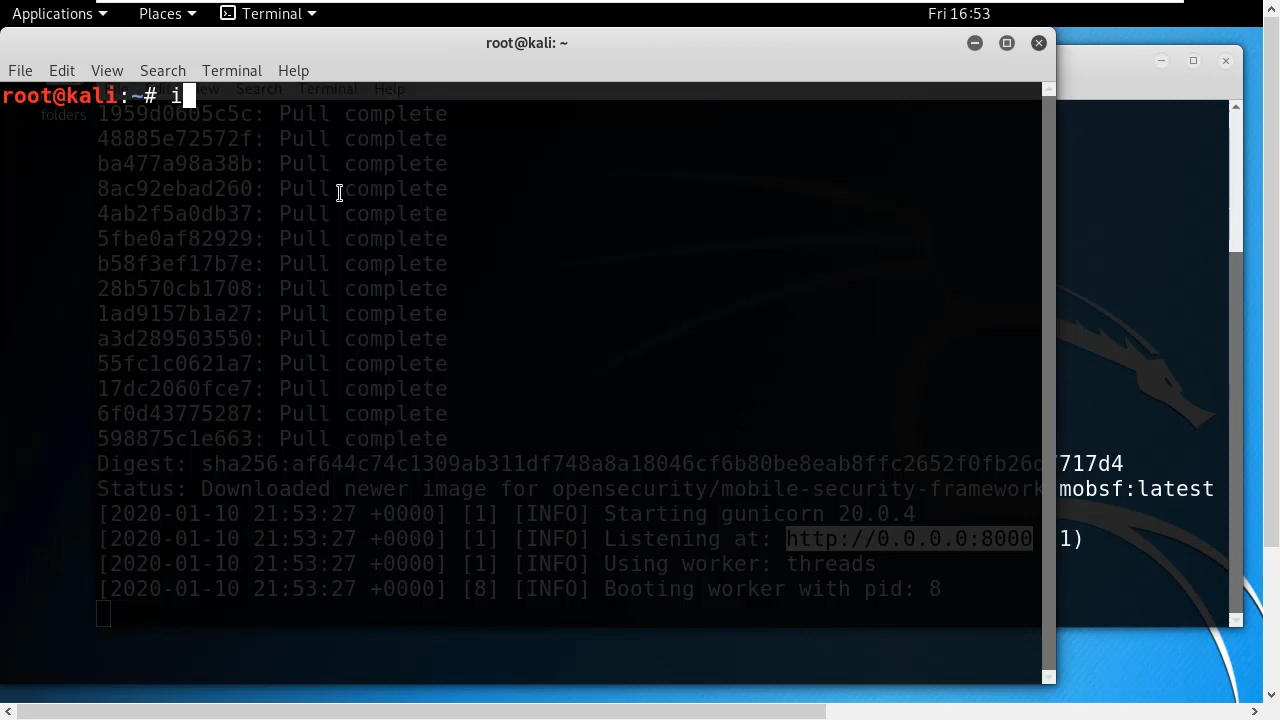 Applications Places Terminal Fri 16:53
root@kali: ~
File Edit View Search Terminal Help
root@kali:~# i
View Search Terminal Help
folders
1959d0605c5c: Pull complete
48885e72572f: Pull complete
ba477a98a38b: Pull complete
8ac92ebad260: Pull complete
4ab2f5a0db37: Pull complete
5fbe0af82929: Pull complete
b58f3ef17b7e: Pull complete
28b570cb1708: Pull complete
1ad9157b1a27: Pull complete
a3d289503550: Pull complete
55fc1c0621a7: Pull complete
17dc2060fce7: Pull complete
6f0d43775287: Pull complete
598875c1e663: Pull complete
Digest: sha256:af644c74c1309ab311df748a8a18046cf6b80be8eab8ffc2652f0fb26d7717d4
Status: Downloaded newer image for opensecurity/mobile-security-framework-mobsf:latest
[2020-01-10 21:53:27 +0000] [1] [INFO] Starting gunicorn 20.0.4
[2020-01-10 21:53:27 +0000] [1] [INFO] Listening at: http://0.0.0.0:8000 (1)
[2020-01-10 21:53:27 +0000] [1] [INFO] Using worker: threads
[2020-01-10 21:53:27 +0000] [8] [INFO] Booting worker with pid: 8